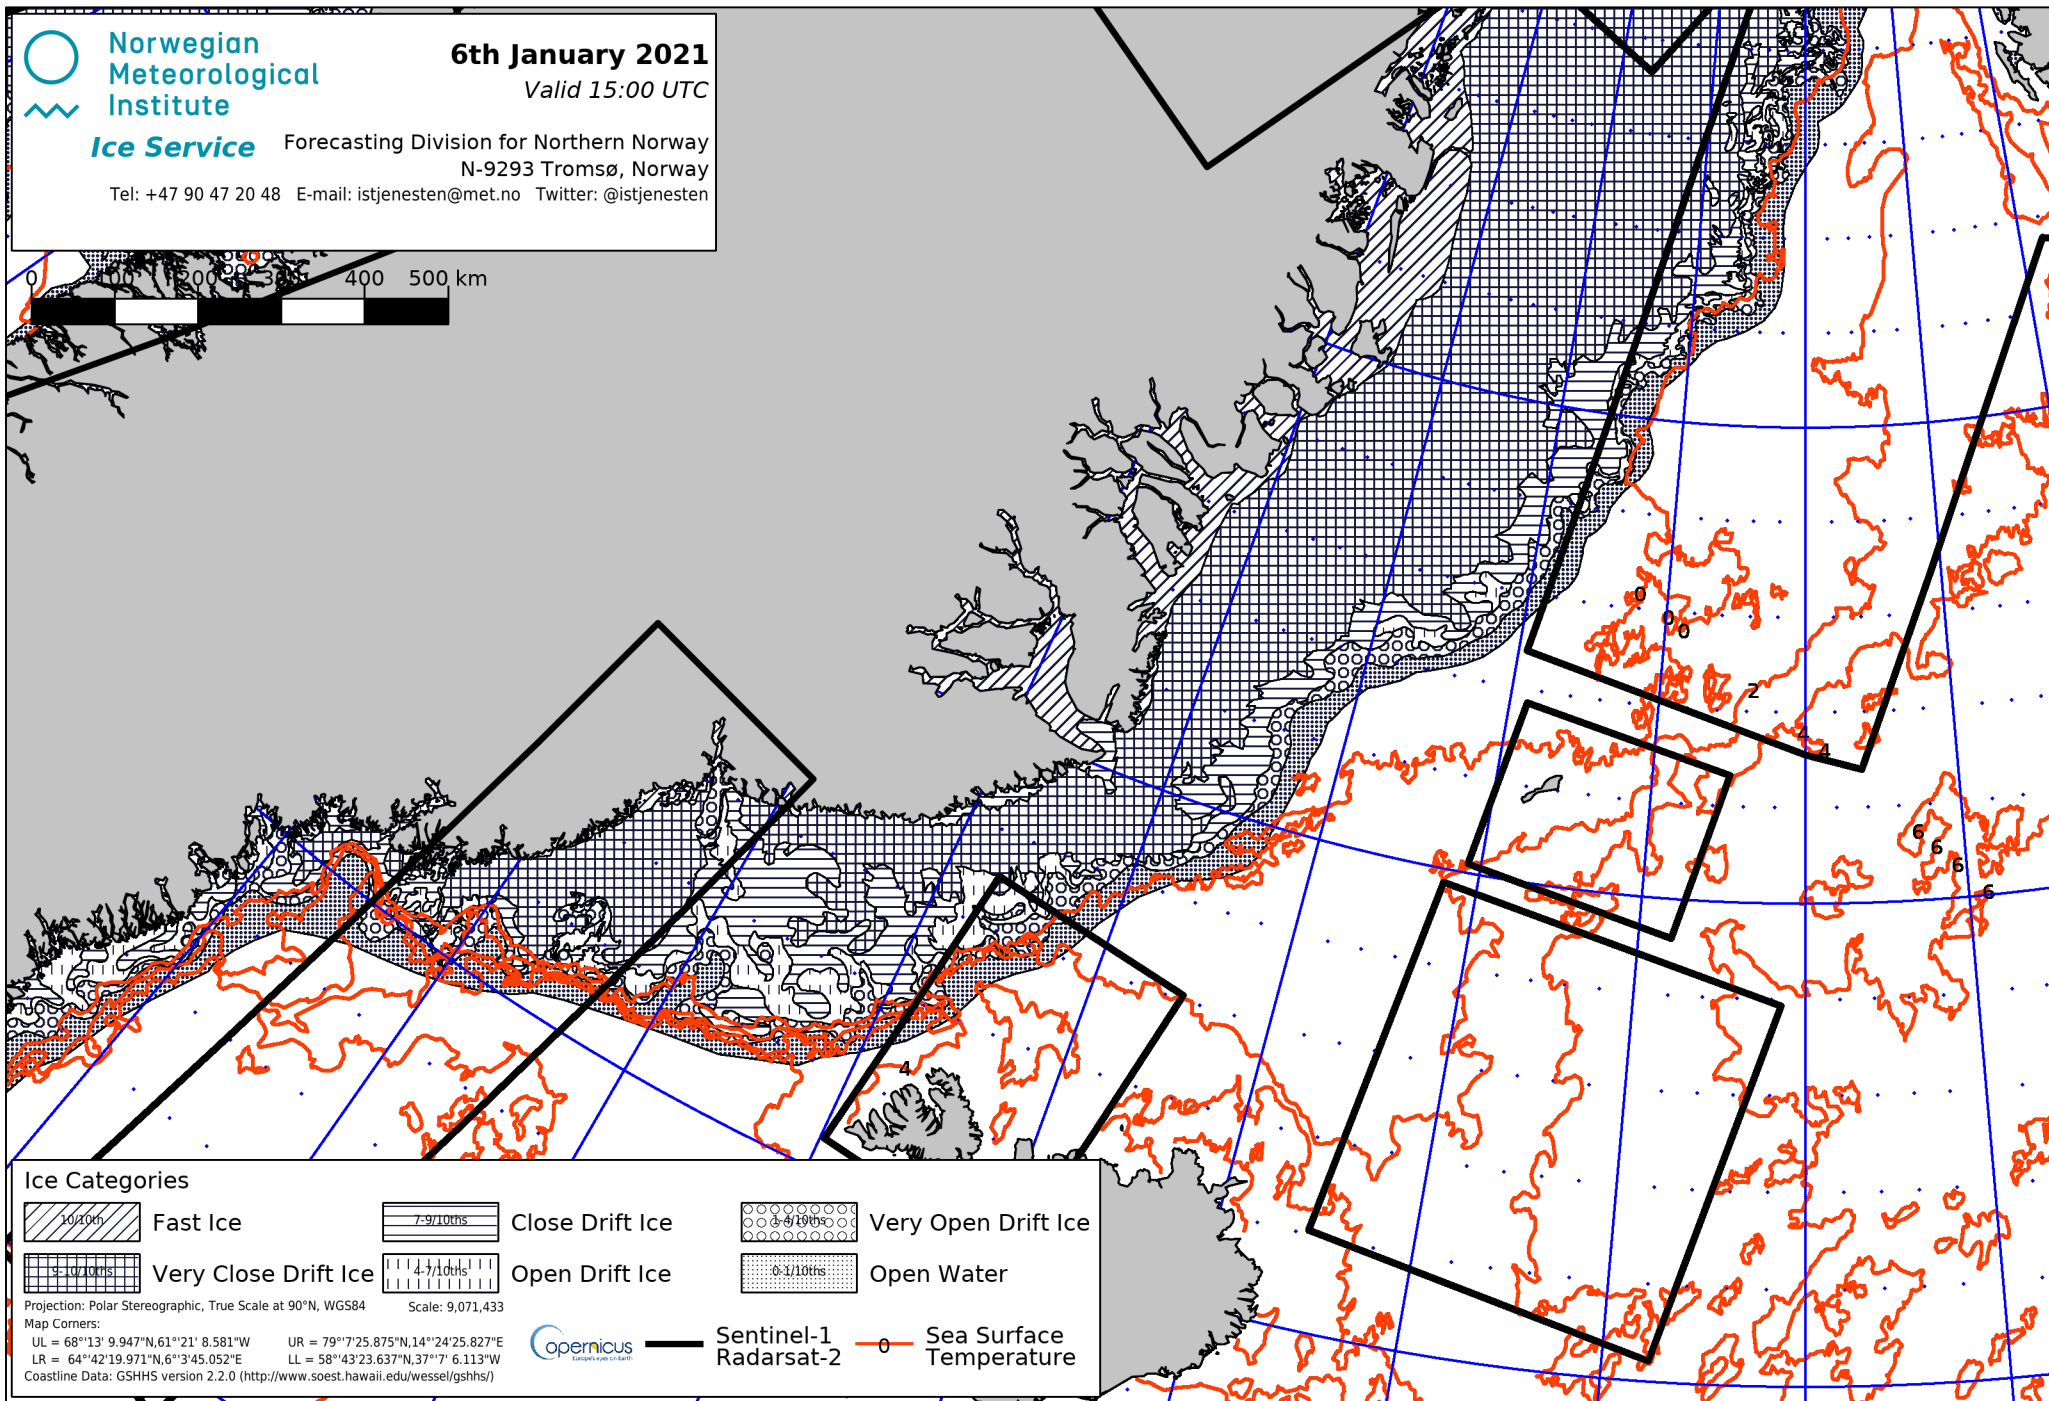 Norwegian
Meteorological
Institute
Ice Service
6th January 2021
Valid 15:00 UTC
Forecasting Division for Northern Norway
N-9293 Tromsø, Norway
Tel: +47 90 47 20 48 E-mail: istjenesten@met.no Twitter: @istjenesten
0 100 200 300 400 500 km
0
0
0
2
4
4
6
6
6
6
4
Ice Categories
10/10th Fast Ice
7-9/10ths Close Drift Ice
1-4/10ths Very Open Drift Ice
9-10/10ths Very Close Drift Ice
4-7/10ths Open Drift Ice
0-1/10ths Open Water
Projection: Polar Stereographic, True Scale at 90°N, WGS84 Scale: 9,071,433
Map Corners:
UL = 68°13' 9.947"N,61°21' 8.581"W UR = 79°7'25.875"N,14°24'25.827"E
LR = 64°42'19.971"N,6°3'45.052"E LL = 58°43'23.637"N,37°7' 6.113"W
Coastline Data: GSHHS version 2.2.0 (http://www.soest.hawaii.edu/wessel/gshhs/)
Copernicus
Europe's eyes on Earth
Sentinel-1
Radarsat-2
0
Sea Surface
Temperature